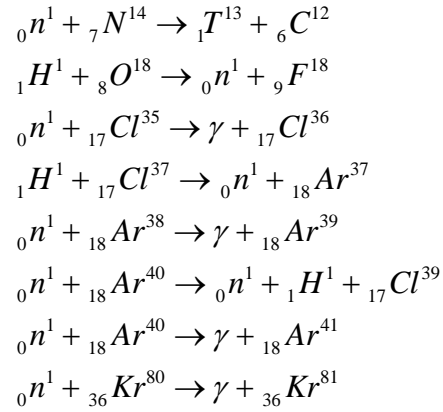 ₀n¹ + ₇N¹⁴ → ₁T¹³ + ₆C¹²
₁H¹ + ₈O¹⁸ → ₀n¹ + ₉F¹⁸
₀n¹ + ₁₇Cl³⁵ → γ + ₁₇Cl³⁶
₁H¹ + ₁₇Cl³⁷ → ₀n¹ + ₁₈Ar³⁷
₀n¹ + ₁₈Ar³⁸ → γ + ₁₈Ar³⁹
₀n¹ + ₁₈Ar⁴⁰ → ₀n¹ + ₁H¹ + ₁₇Cl³⁹
₀n¹ + ₁₈Ar⁴⁰ → γ + ₁₈Ar⁴¹
₀n¹ + ₃₆Kr⁸⁰ → γ + ₃₆Kr⁸¹